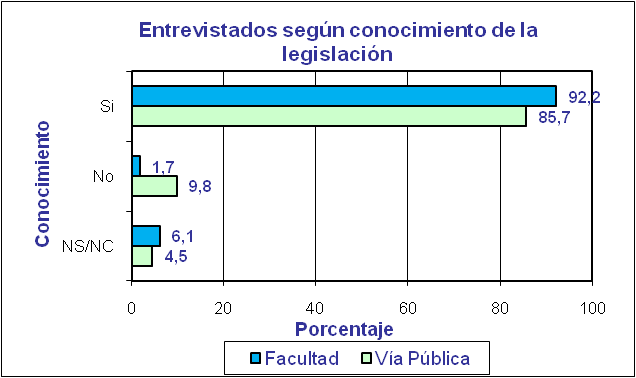 Entrevistados según conocimiento de la
legislación
Conocimiento
Si
92,2
85,7
No
1,7
9,8
NS/NC
6,1
4,5
0 20 40 60 80 100
Porcentaje
Facultad Vía Pública